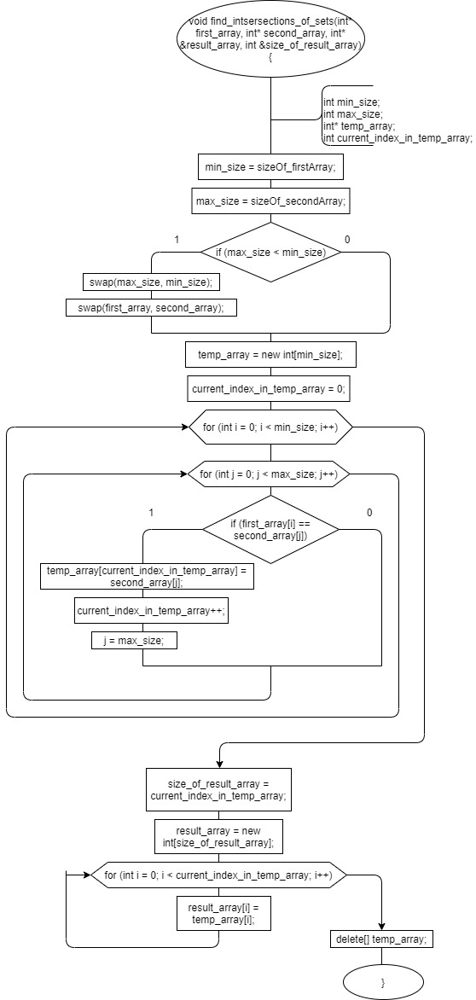 void find_intsersections_of_sets(int*
first_array, int* second_array, int*
&result_array, int &size_of_result_array)
{
int min_size;
int max_size;
int* temp_array;
int current_index_in_temp_array;
min_size = sizeOf_firstArray;
max_size = sizeOf_secondArray;
1
0
if (max_size < min_size)
swap(max_size, min_size);
swap(first_array, second_array);
temp_array = new int[min_size];
current_index_in_temp_array = 0;
for (int i = 0; i < min_size; i++)
for (int j = 0; j < max_size; j++)
1
0
if (first_array[i] ==
second_array[j])
temp_array[current_index_in_temp_array] =
second_array[j];
current_index_in_temp_array++;
j = max_size;
size_of_result_array =
current_index_in_temp_array;
result_array = new
int[size_of_result_array];
for (int i = 0; i < current_index_in_temp_array; i++)
result_array[i] =
temp_array[i];
delete[] temp_array;
}